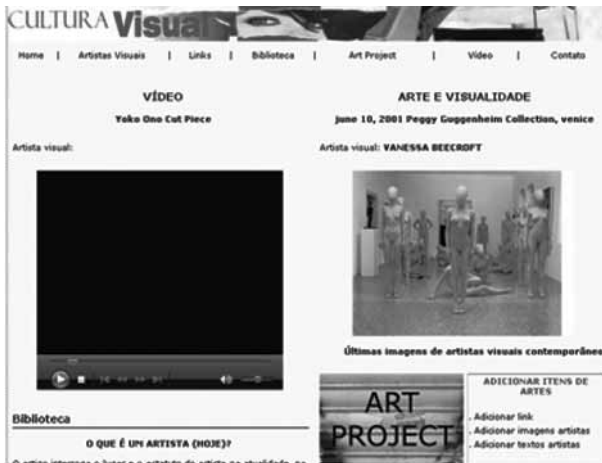 CULTURA Visual
Home | Artistas Visuais | Links | Biblioteca | Art Project | Vídeo | Contato
VÍDEO
Yoko Ono Cut Piece
Artista visual:
ARTE E VISUALIDADE
june 10, 2001 Peggy Guggenheim Collection, venice
Artista visual: VANESSA BEECROFT
Últimas imagens de artistas visuais contemporâneo
Biblioteca
O QUE É UM ARTISTA (HOJE)?
ART
PROJECT
ADICIONAR ITENS DE
ARTES
. Adicionar link
. Adicionar imagens artistas
. Adicionar textos artistas